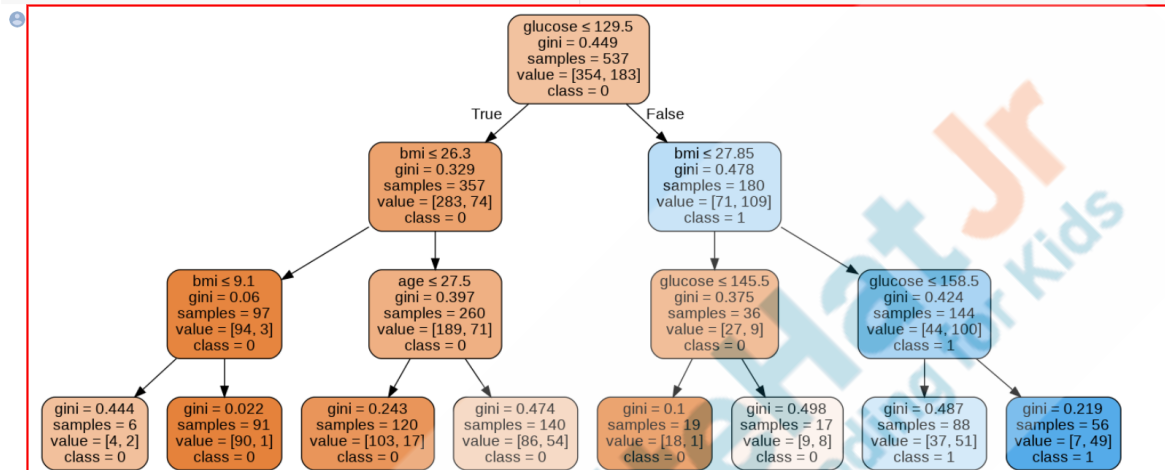 glucose ≤ 129.5
gini = 0.449
samples = 537
value = [354, 183]
class = 0
True
False
bmi ≤ 26.3
gini = 0.329
samples = 357
value = [283, 74]
class = 0
bmi ≤ 27.85
gini = 0.478
samples = 180
value = [71, 109]
class = 1
bmi ≤ 9.1
gini = 0.06
samples = 97
value = [94, 3]
class = 0
age ≤ 27.5
gini = 0.397
samples = 260
value = [189, 71]
class = 0
glucose ≤ 145.5
gini = 0.375
samples = 36
value = [27, 9]
class = 0
glucose ≤ 158.5
gini = 0.424
samples = 144
value = [44, 100]
class = 1
gini = 0.444
samples = 6
value = [4, 2]
class = 0
gini = 0.022
samples = 91
value = [90, 1]
class = 0
gini = 0.243
samples = 120
value = [103, 17]
class = 0
gini = 0.474
samples = 140
value = [86, 54]
class = 0
gini = 0.1
samples = 19
value = [18, 1]
class = 0
gini = 0.498
samples = 17
value = [9, 8]
class = 0
gini = 0.487
samples = 88
value = [37, 51]
class = 1
gini = 0.219
samples = 56
value = [7, 49]
class = 1
Hat Jr
for Kids